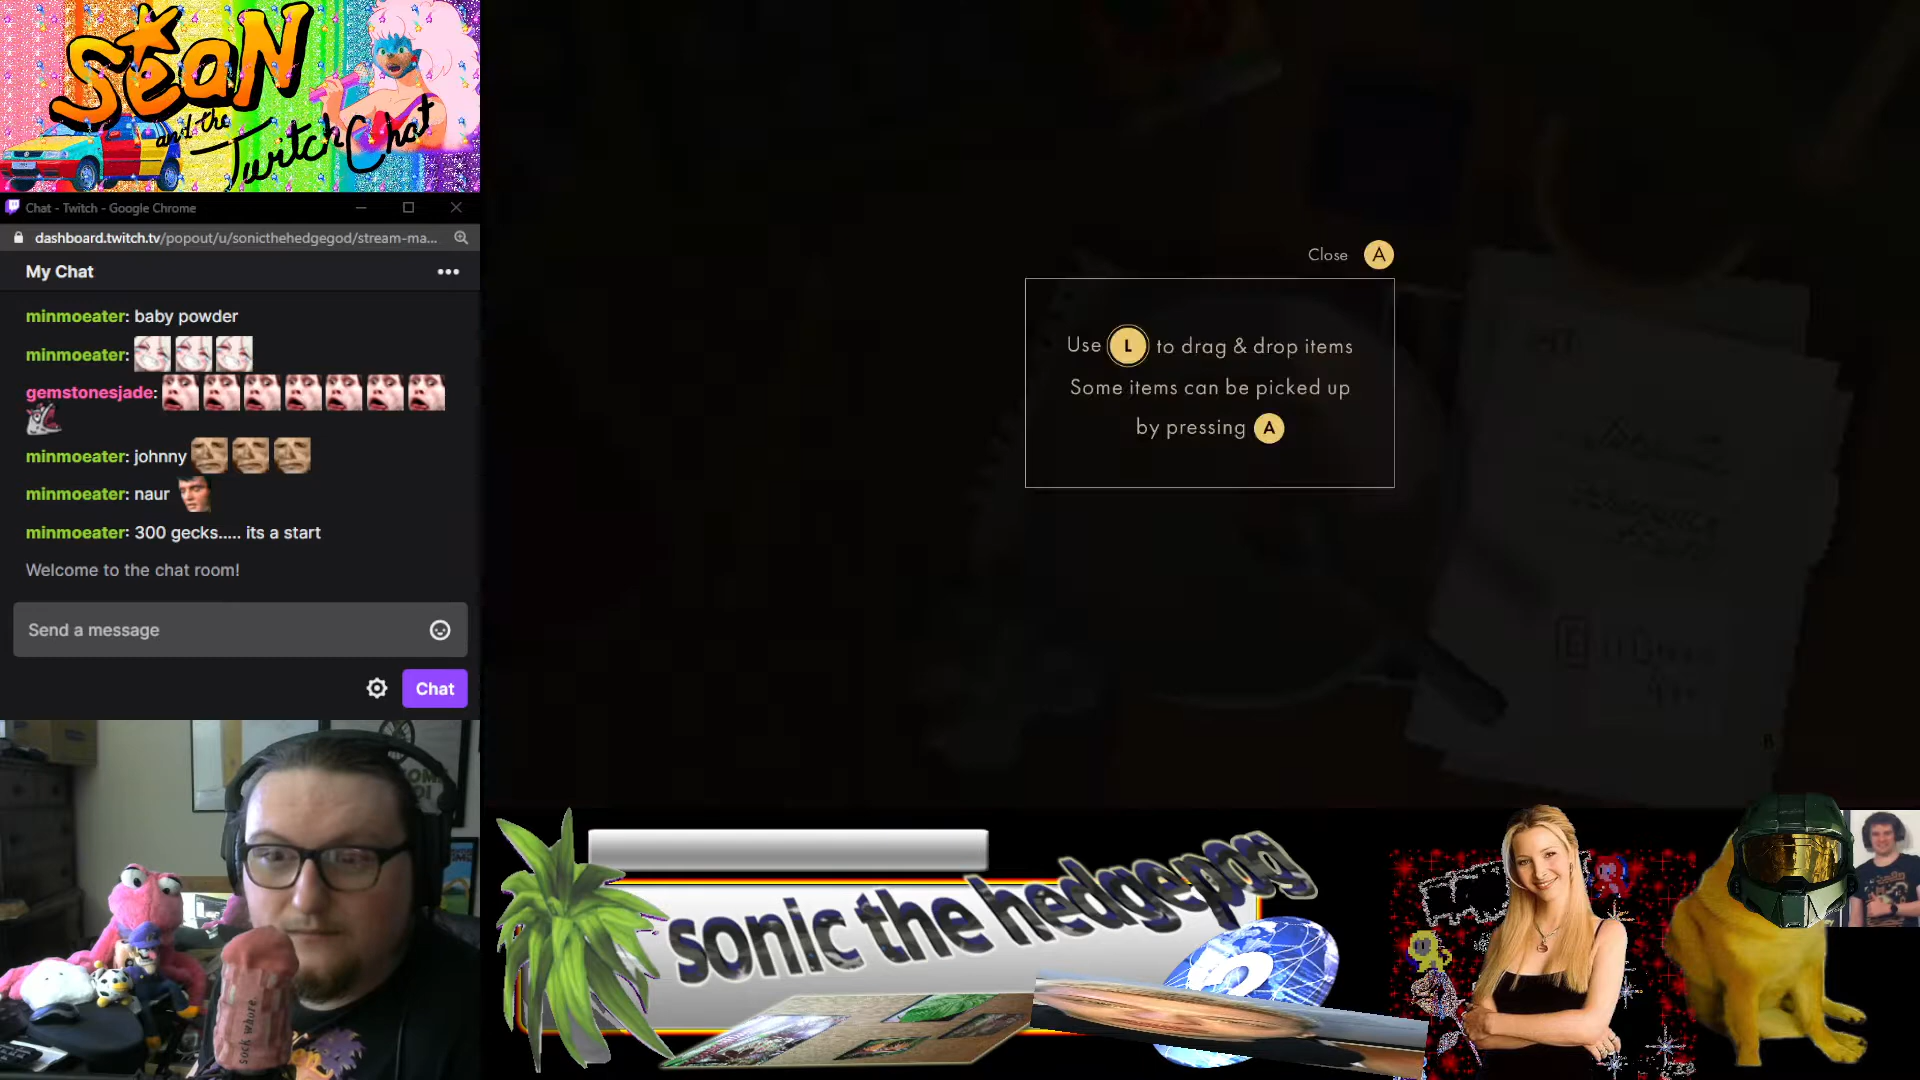 Sean
and the
Twitch Chat
Chat - Twitch - Google Chrome
dashboard.twitch.tv/popout/u/sonicthehedgegod/stream-ma...
My Chat
minmoeater: baby powder
minmoeater:
gemstonesjade:
minmoeater: johnny
minmoeater: naur
minmoeater: 300 gecks..... its a start
Welcome to the chat room!
Send a message
Chat
Close A
Use L to drag & drop items
Some items can be picked up
by pressing A
sock whore
sonic the hedgepog